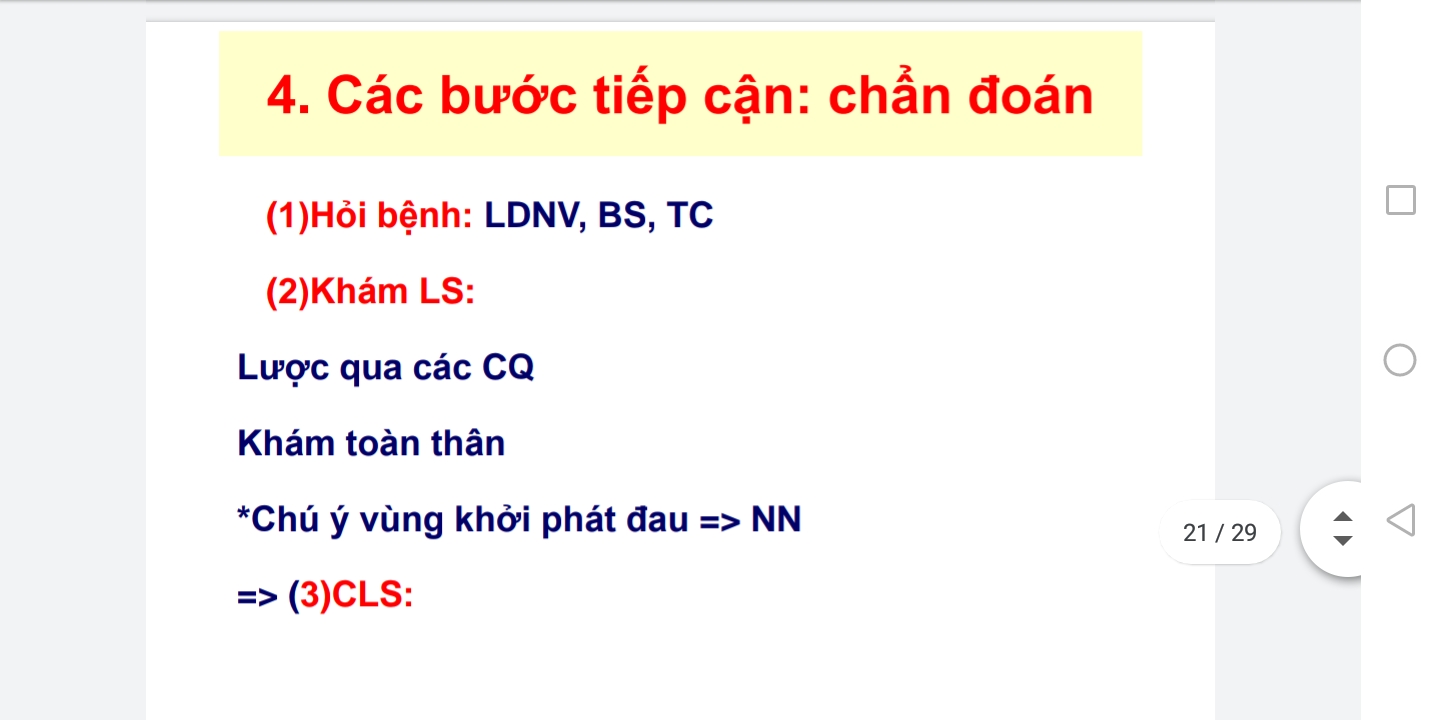 4. Các bước tiếp cận: chẩn đoán
(1)Hỏi bệnh: LDNV, BS, TC
(2)Khám LS:
Lược qua các CQ
Khám toàn thân
*Chú ý vùng khởi phát đau => NN
=> (3)CLS:
21 / 29